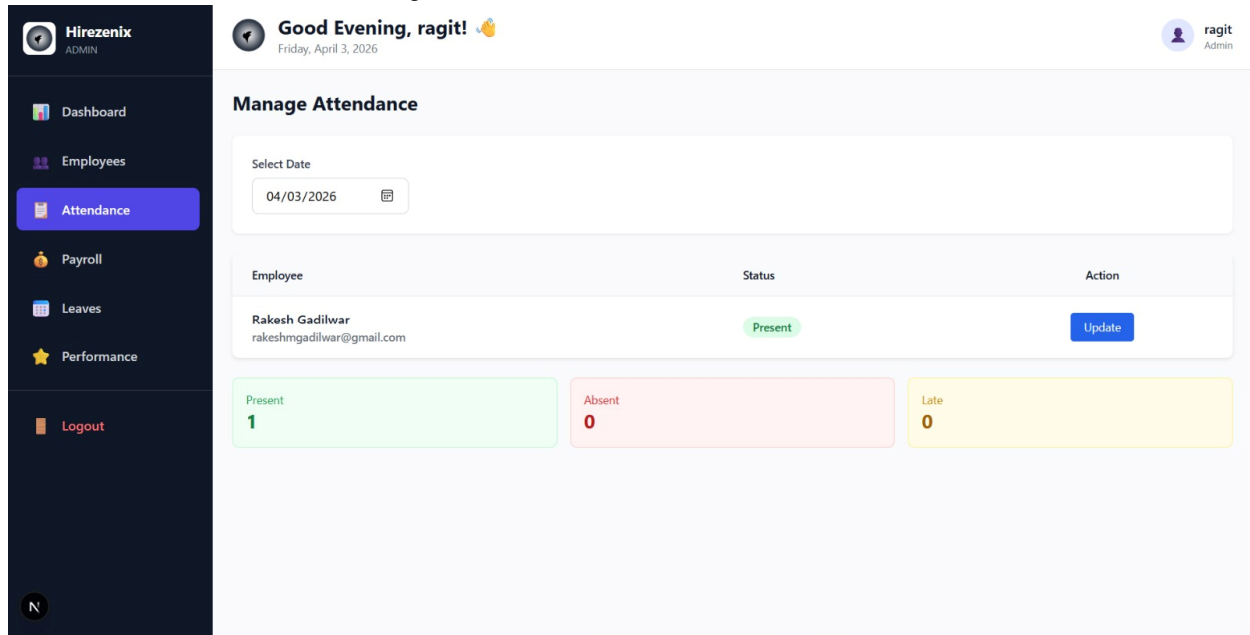 Hirezenix
ADMIN
Good Evening, ragit! 👋
Friday, April 3, 2026
ragit
Admin
Dashboard
Employees
Attendance
Payroll
Leaves
Performance
Logout
N
Manage Attendance
Select Date
04/03/2026
Employee Status Action
Rakesh Gadilwar
rakeshmgadilwar@gmail.com
Present
Update
Present
1
Absent
0
Late
0